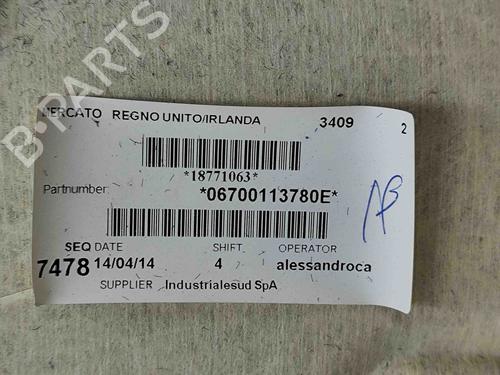 MERCATO REGNO UNITO/IRLANDA 3409 2
*18771063*
Partnumber: *06700113780E*
SEQ DATE SHIFT OPERATOR
7478 14/04/14 4 alessandroca
SUPPLIER Industrialesud SpA
AB
B-PARTS